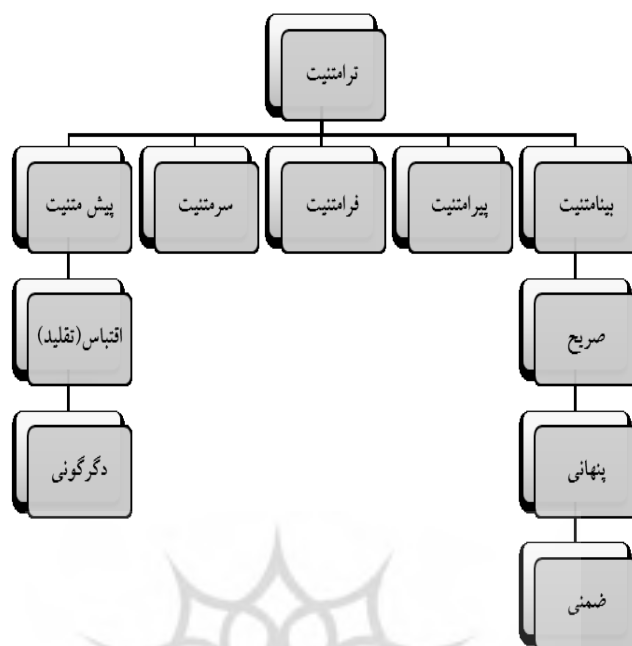 ترامتنیت
بینامتنیت
پیرامتنیت
فرامتنیت
سرمتنیت
پیش متنیت
صریح
اقتباس(تقلید)
پنهانی
دگرگونی
ضمنی